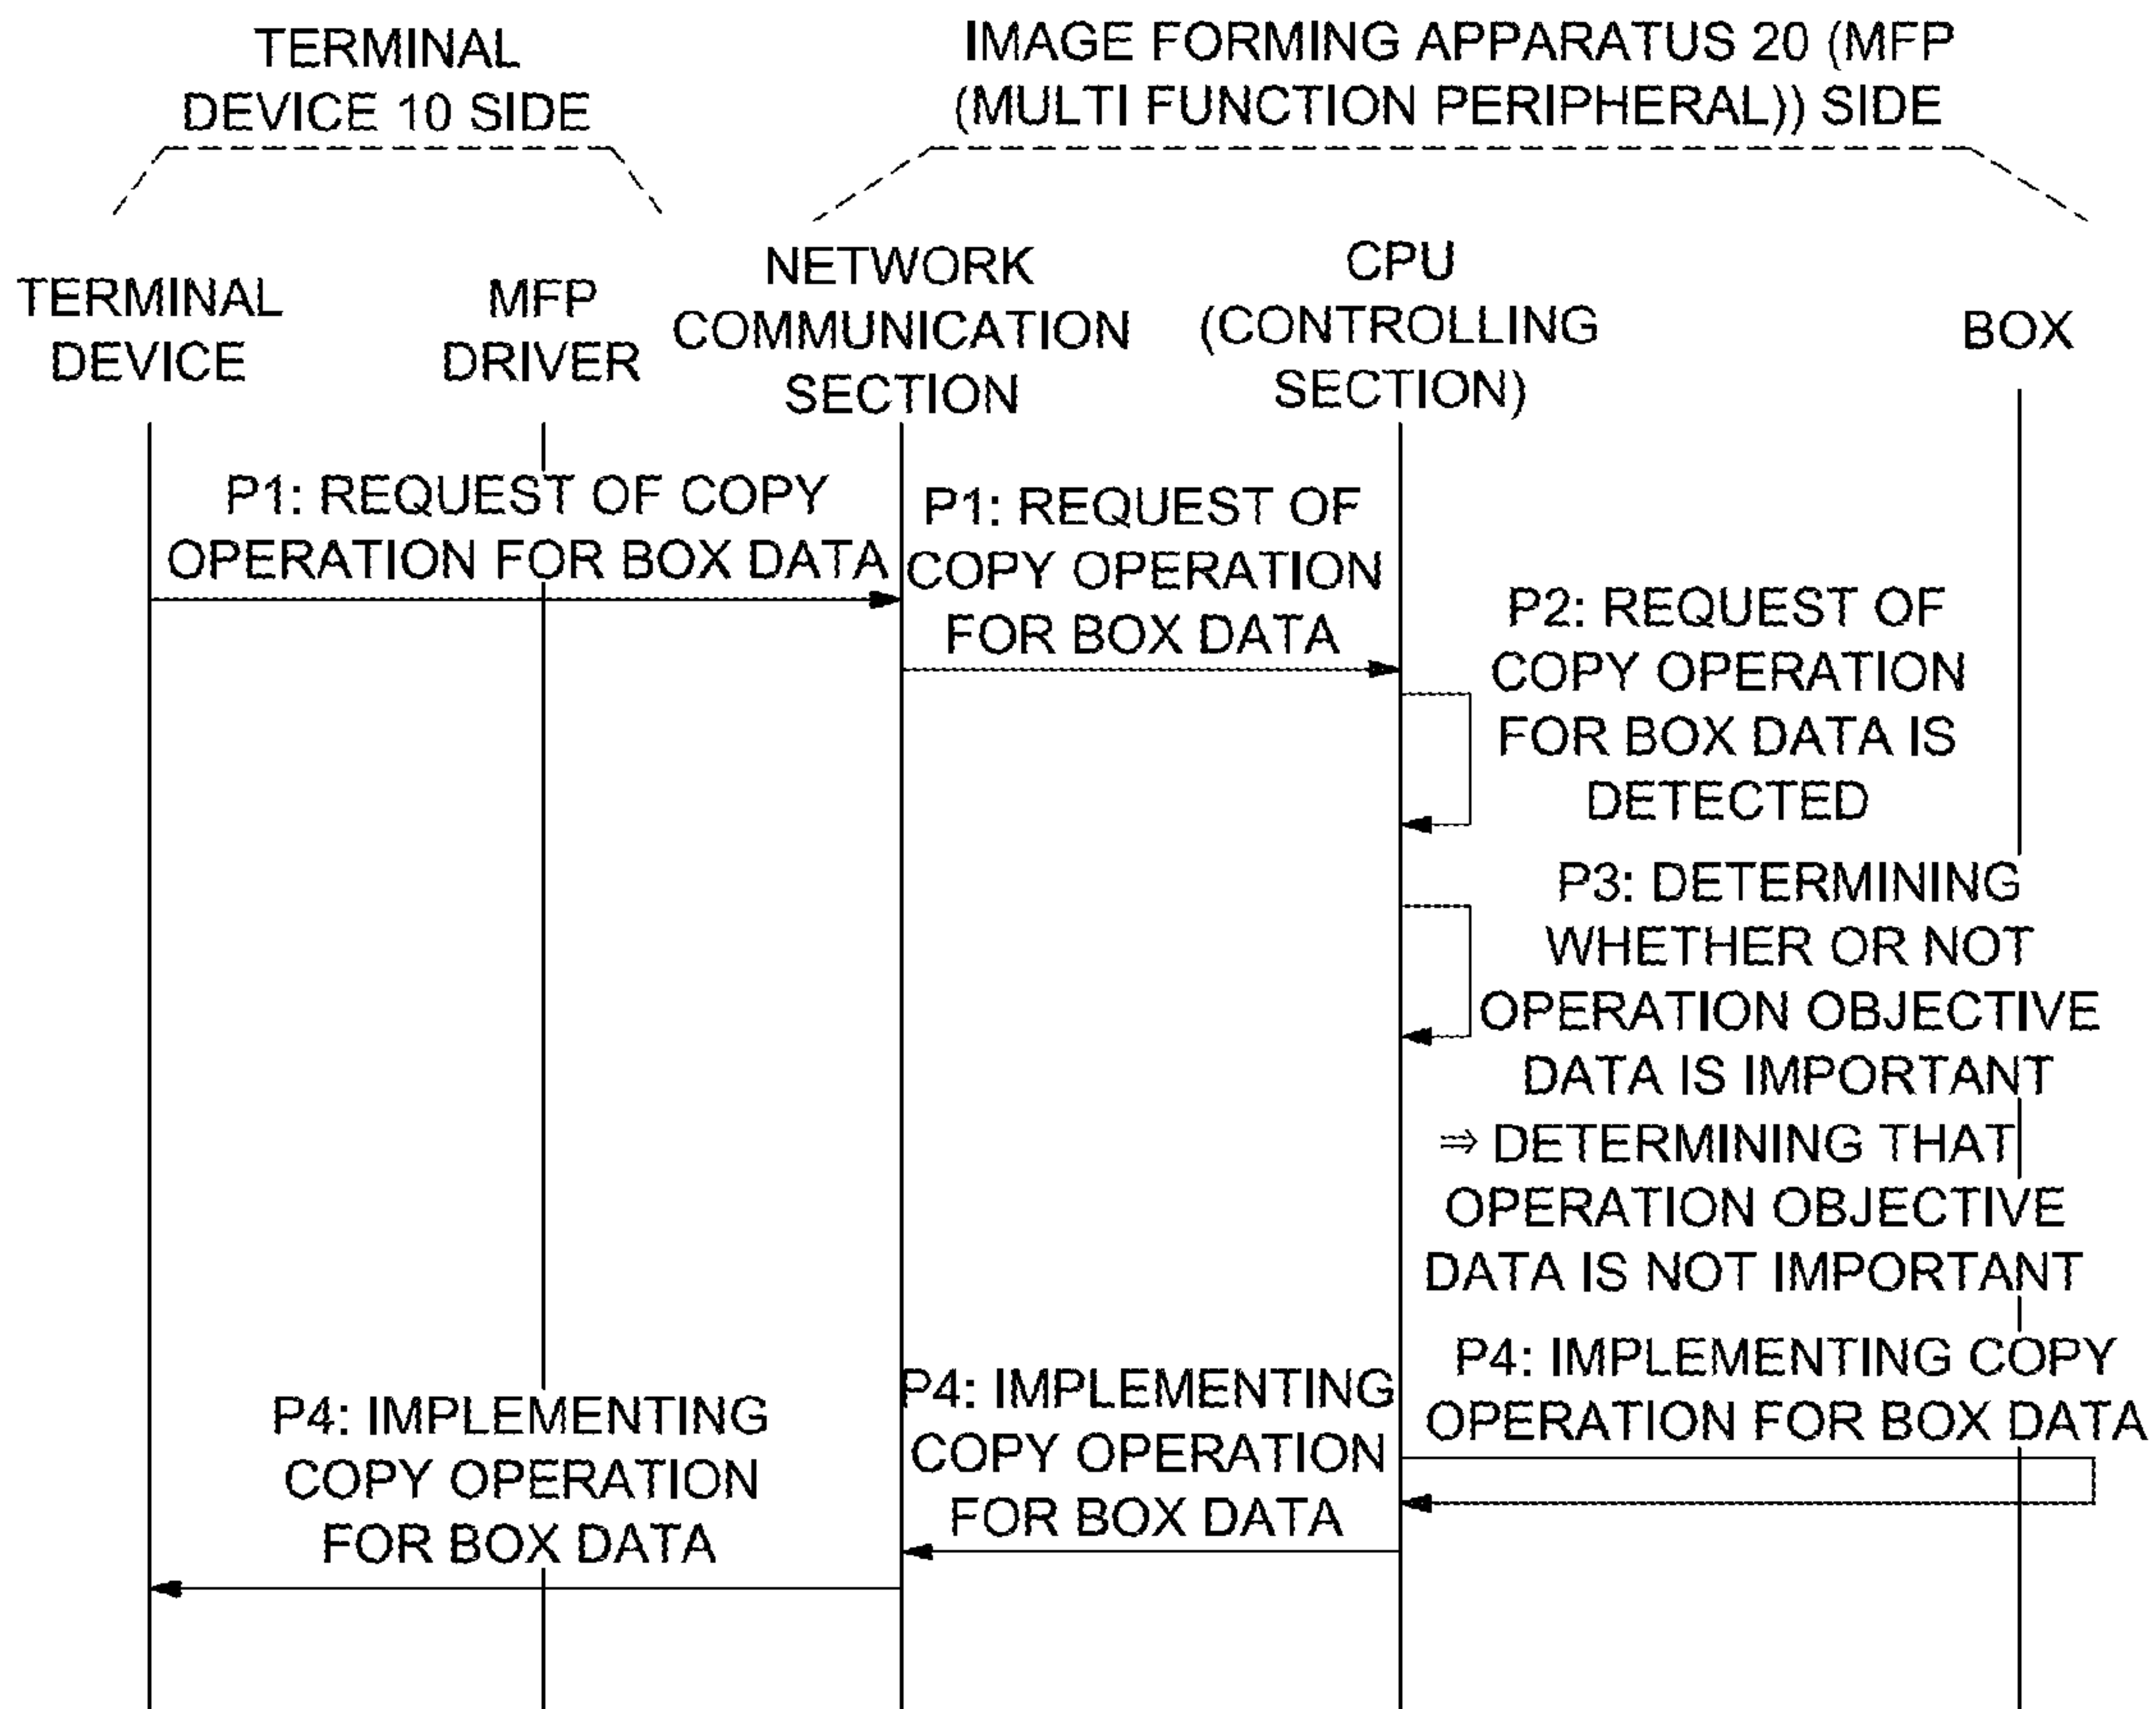 TERMINAL
DEVICE 10 SIDE
IMAGE FORMING APPARATUS 20 (MFP
(MULTI FUNCTION PERIPHERAL)) SIDE
TERMINAL
DEVICE
MFP
DRIVER
NETWORK
COMMUNICATION
SECTION
CPU
(CONTROLLING
SECTION)
BOX
P1: REQUEST OF COPY
OPERATION FOR BOX DATA
P1: REQUEST OF
COPY OPERATION
FOR BOX DATA
P2: REQUEST OF
COPY OPERATION
FOR BOX DATA IS
DETECTED
P3: DETERMINING
WHETHER OR NOT
OPERATION OBJECTIVE
DATA IS IMPORTANT
⇒ DETERMINING THAT
OPERATION OBJECTIVE
DATA IS NOT IMPORTANT
P4: IMPLEMENTING COPY
OPERATION FOR BOX DATA
P4: IMPLEMENTING
COPY OPERATION
FOR BOX DATA
P4: IMPLEMENTING
COPY OPERATION
FOR BOX DATA